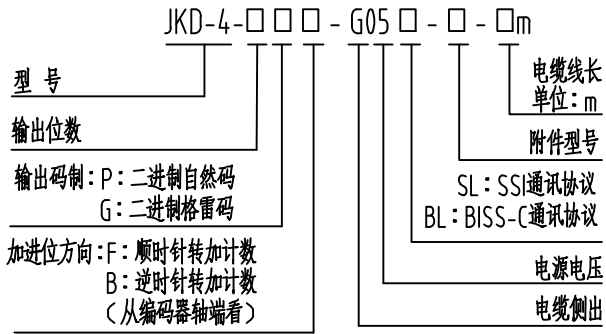 JKD-4-□□□-G05□-□-□m
型号
输出位数
输出码制：P：二进制自然码
G：二进制格雷码
加进位方向：F：顺时针转加计数
B：逆时针转加计数
（从编码器轴端看）
电缆线长
单位：m
附件型号
SL：SSI通讯协议
BL：BISS-C通讯协议
电源电压
电缆侧出